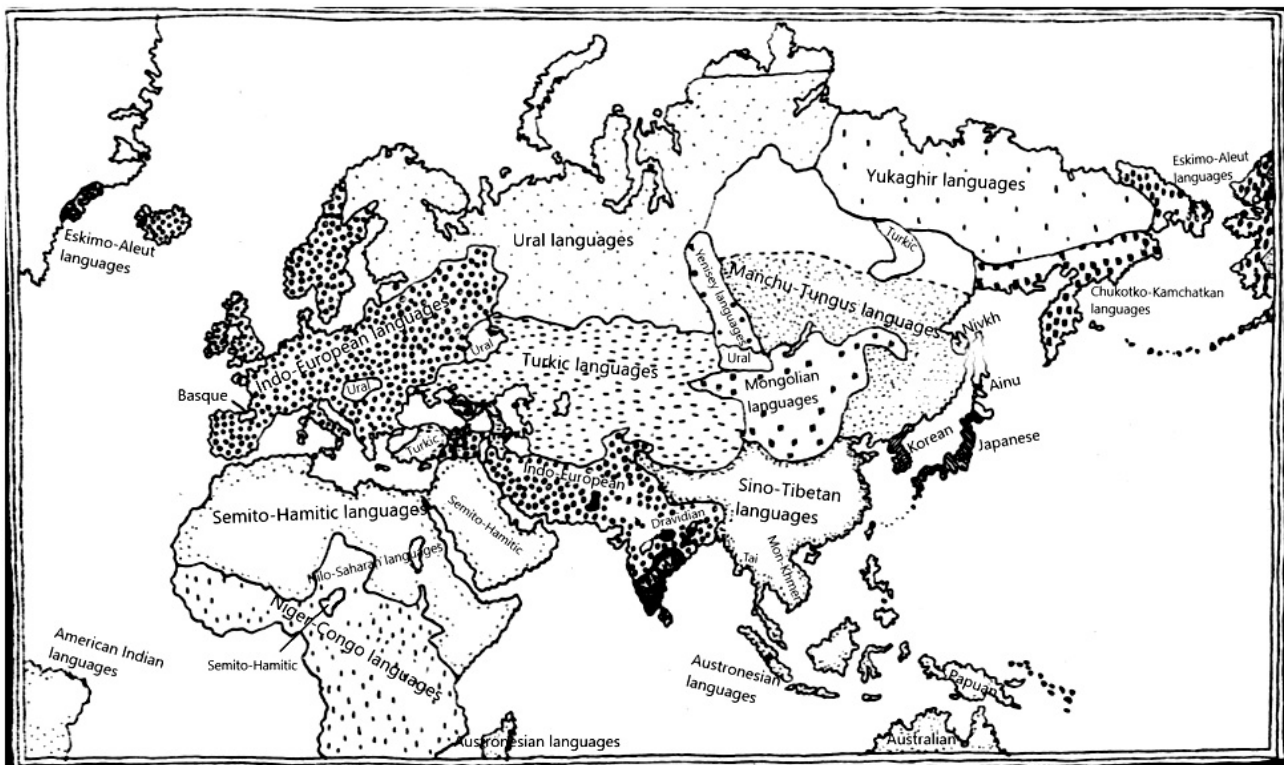 Eskimo-Aleut
languages
Yukaghir languages
Eskimo-Aleut
languages
Ural languages
Turkic
Yenisey languages
Manchu-Tungus languages
Chukotko-Kamchatkan
languages
Nivkh
Indo-European languages
Ural
Ural
Turkic languages
Mongolian
languages
Basque
Ural
Ainu
Korean
Japanese
Turkic
Indo-European
Sino-Tibetan
languages
Semito-Hamitic languages
Semito-Hamitic
Dravidian
Nilo-Saharan languages
Tai
Mon-Khmer
Niger-Congo languages
American Indian
languages
Semito-Hamitic
Austronesian
languages
Papuan
Austronesian languages
Australian